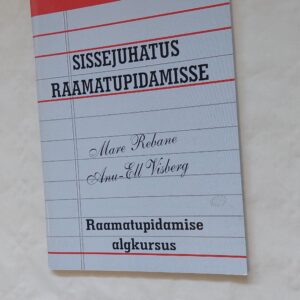 SISSEJUHATUS
RAAMATUPIDAMISSE
Mare Rebane
Anu-Ell Visberg
Raamatupidamise
algkursus